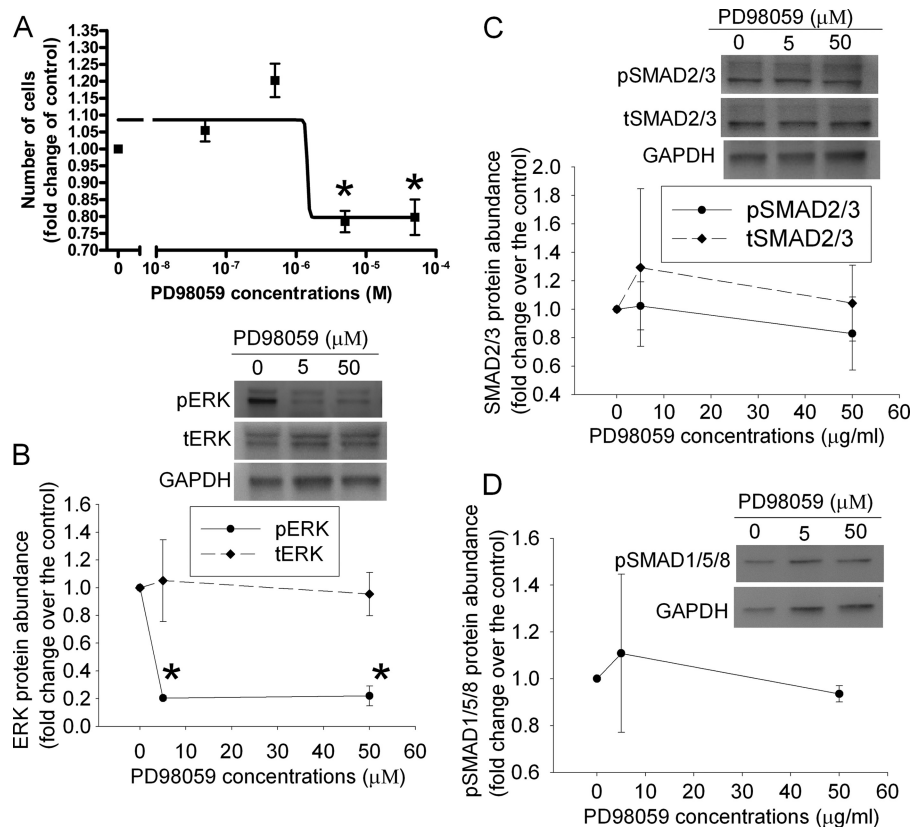 A
Number of cells
(fold change of control)
1.35
1.30
1.25
1.20
1.15
1.10
1.05
1.00
0.95
0.90
0.85
0.80
0.75
0.70
*
*
0
10-8
10-7
10-6
10-5
10-4
PD98059 concentrations (M)
B
PD98059 (μM)
0 5 50
pERK
tERK
GAPDH
ERK protein abundance
(fold change over the control)
1.6
1.4
1.2
1.0
0.8
0.6
0.4
0.2
0.0
pERK
tERK
*
*
0 10 20 30 40 50 60
PD98059 concentrations (μM)
C
PD98059 (μM)
0 5 50
pSMAD2/3
tSMAD2/3
GAPDH
SMAD2/3 protein abundance
(fold change over the control)
2.0
1.8
1.6
1.4
1.2
1.0
0.8
0.6
0.4
pSMAD2/3
tSMAD2/3
0 10 20 30 40 50 60
PD98059 concentrations (μg/ml)
D
PD98059 (μM)
0 5 50
pSMAD1/5/8
GAPDH
pSMAD1/5/8 protein abundance
(fold change over the control)
1.6
1.4
1.2
1.0
0.8
0.6
0 10 20 30 40 50 60
PD98059 concentrations (μg/ml)